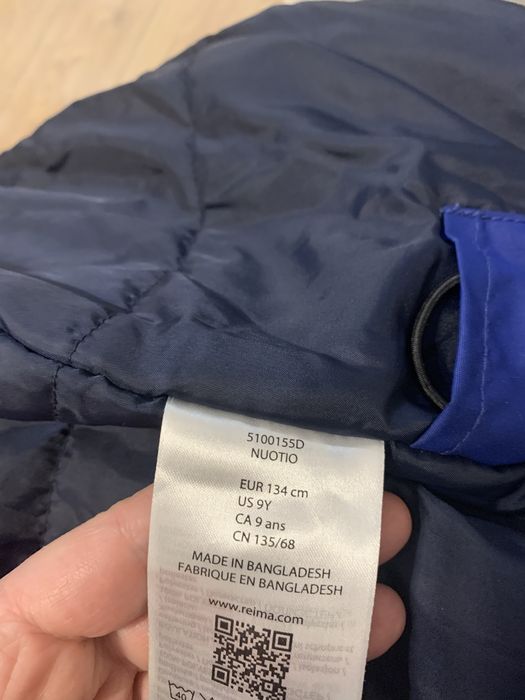 5100155D
NUOTIO
EUR 134 cm
US 9Y
CA 9 ans
CN 135/68
MADE IN BANGLADESH
FABRIQUE EN BANGLADESH
www.reima.com
40